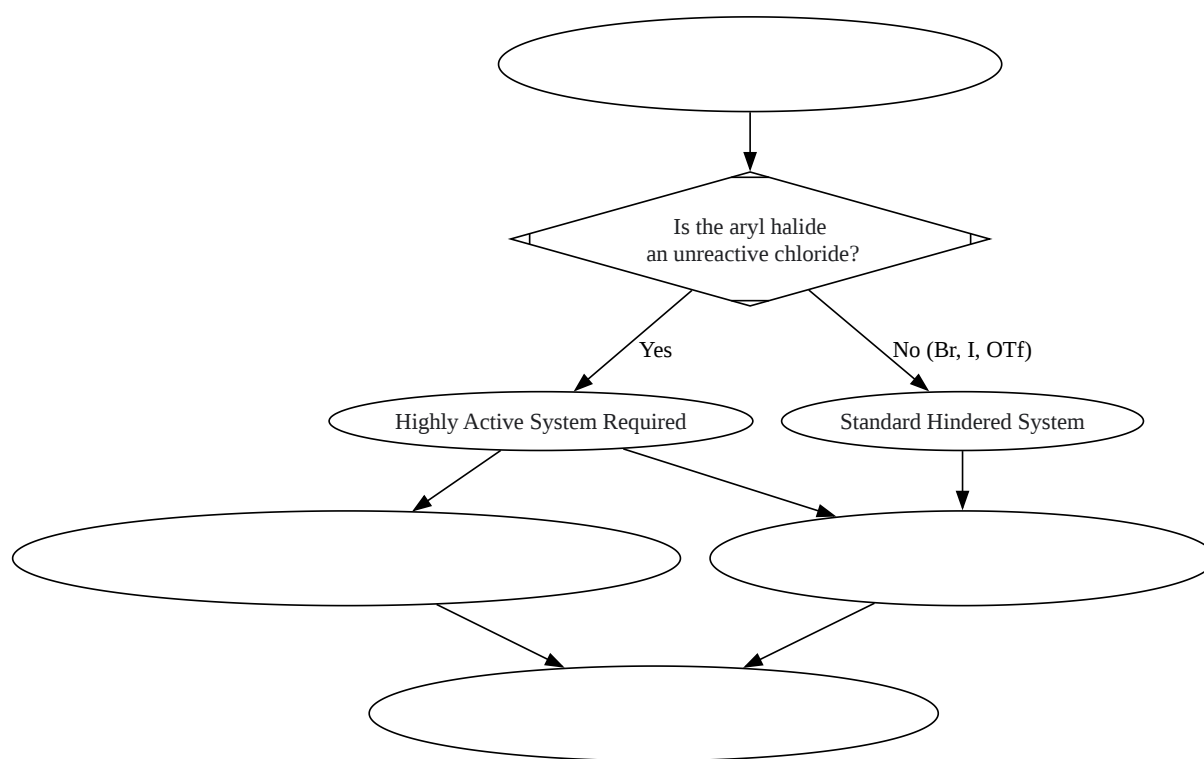 Is the aryl halide
an unreactive chloride?
Yes
No (Br, I, OTf)
Highly Active System Required
Standard Hindered System